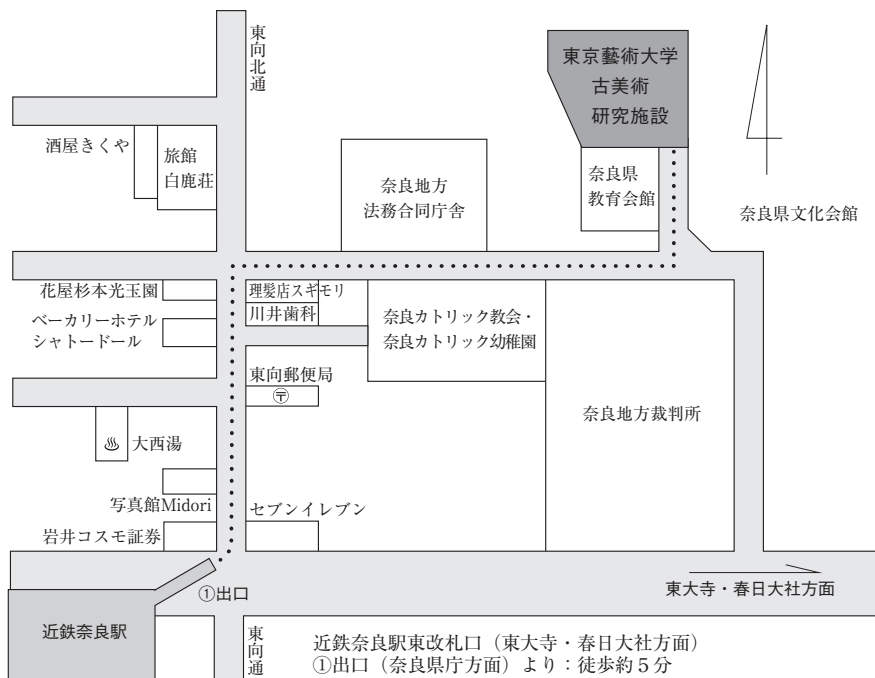 東向北通
東京藝術大学
古美術
研究施設
酒屋きくや
旅館
白鹿荘
奈良地方
法務合同庁舎
奈良県
教育会館
奈良県文化会館
花屋杉本光玉園
理髪店スギモリ
川井歯科
ベーカリーホテル
シャトードール
奈良カトリック教会・
奈良カトリック幼稚園
東向郵便局
〒
奈良地方裁判所
♨ 大西湯
写真館Midori
セブンイレブン
岩井コスモ証券
①出口
東大寺・春日大社方面
近鉄奈良駅
東向通
近鉄奈良駅東改札口（東大寺・春日大社方面）
①出口（奈良県庁方面）より：徒歩約５分